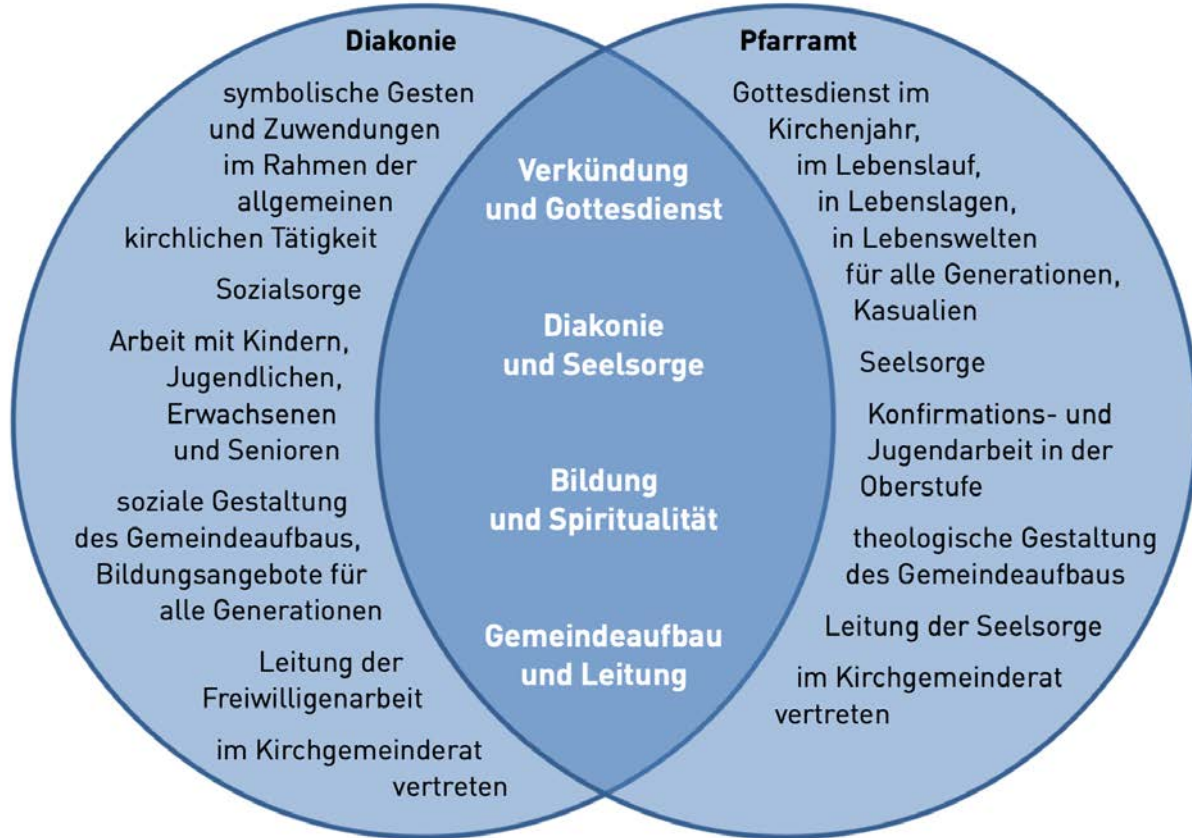 Diakonie
symbolische Gesten
und Zuwendungen
im Rahmen der
allgemeinen
kirchlichen Tätigkeit
Sozialsorge
Arbeit mit Kindern,
Jugendlichen,
Erwachsenen
und Senioren
soziale Gestaltung
des Gemeindeaufbaus,
Bildungsangebote für
alle Generationen
Leitung der
Freiwilligenarbeit
im Kirchgemeinderat
vertreten
Verkündung
und Gottesdienst
Diakonie
und Seelsorge
Bildung
und Spiritualität
Gemeindeaufbau
und Leitung
Pfarramt
Gottesdienst im
Kirchenjahr,
im Lebenslauf,
in Lebenslagen,
in Lebenswelten
für alle Generationen,
Kasualien
Seelsorge
Konfirmations- und
Jugendarbeit in der
Oberstufe
theologische Gestaltung
des Gemeindeaufbaus
Leitung der Seelsorge
im Kirchgemeinderat
vertreten